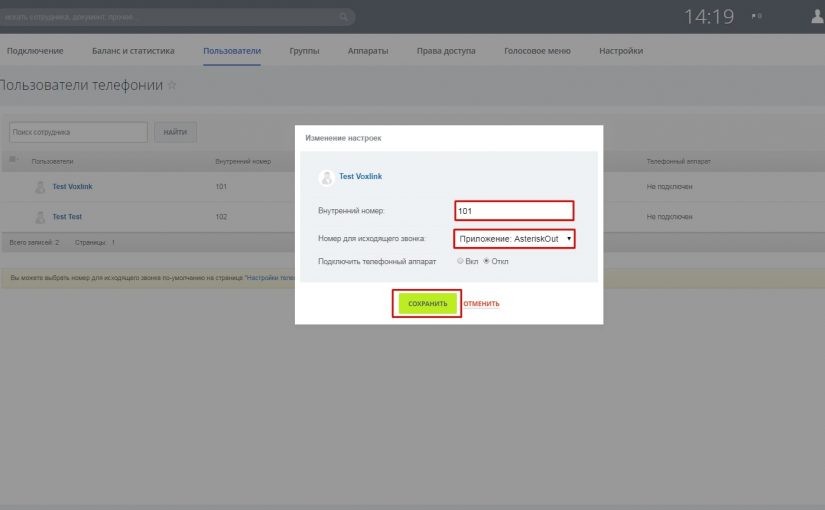 искать сотрудника, документ, прочее...
14:19
0
Подключение Баланс и статистика Пользователи Группы Аппараты Права доступа Голосовое меню Настройки
Пользователи телефонии
Поиск сотрудника НАЙТИ
Изменение настроек
Пользователи Внутренний номер Телефонный аппарат
Test Voxlink
Test Voxlink 101 Не подключен
Внутренний номер: 101
Test Test 102 Не подключен
Номер для исходящего звонка: Приложение: AsteriskOut
Всего записей: 2 Страницы: 1
Подключить телефонный аппарат Вкл Откл
Вы можете выбрать номер для исходящего звонка по-умолчанию на странице "Настройки теле
СОХРАНИТЬ ОТМЕНИТЬ